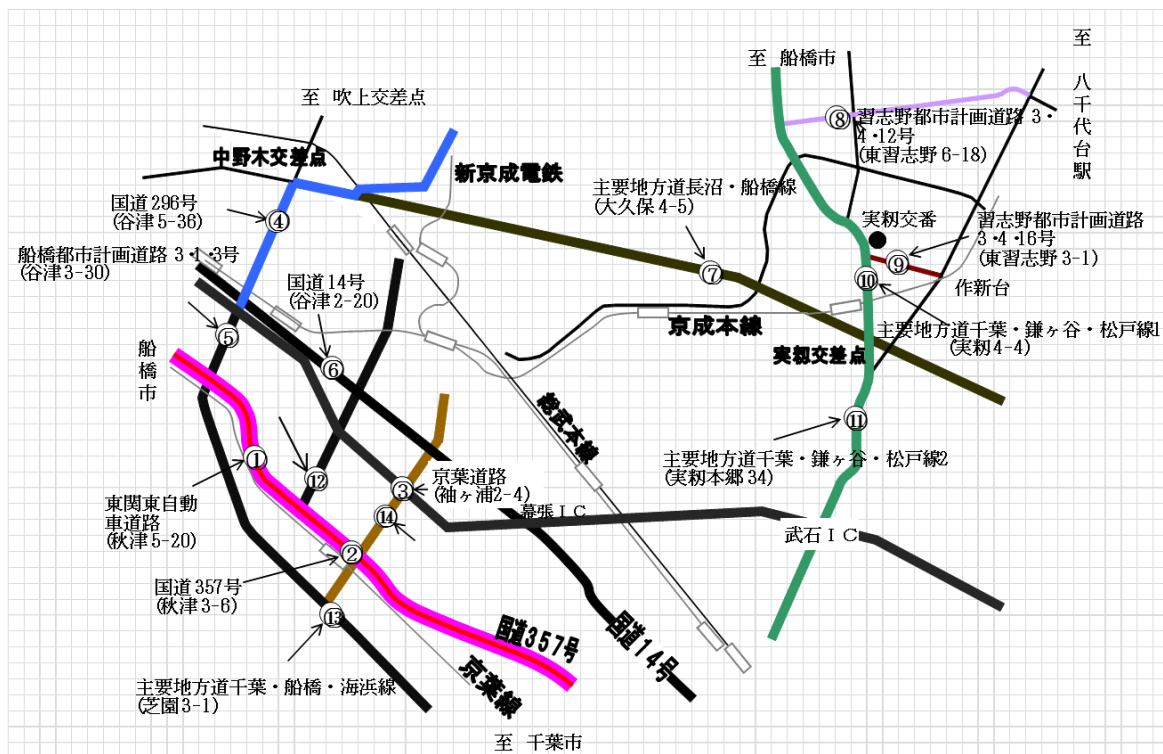 至 船橋市
至 八千代台駅
至 吹上交差点
⑧
習志野都市計画道路 3・
4・12号
(東習志野 6-18)
中野木交差点
新京成電鉄
主要地方道長沼・船橋線
(大久保 4-5)
国道 296号
(谷津 5-36)
④
実籾交番
習志野都市計画道路
3・4・16号
(東習志野 3-1)
船橋都市計画道路 3・1・3号
(谷津 3-30)
国道 14号
(谷津 2-20)
⑦
⑨
⑩
作新台
京成本線
主要地方道千葉・鎌ヶ谷・松戸線1
(実籾 4-4)
実籾交差点
⑤
⑥
船橋市
総武本線
⑪
主要地方道千葉・鎌ヶ谷・松戸線2
(実籾本郷 34)
①
⑫
③
京葉道路
(袖ヶ浦2-4)
東関東自動
車道路
(秋津 5-20)
⑭
幕張ＩＣ
武石ＩＣ
②
国道 357号
(秋津 3-6)
⑬
国道３５７号
国道１４号
京葉線
主要地方道千葉・船橋・海浜線
(芝園 3-1)
至 千葉市